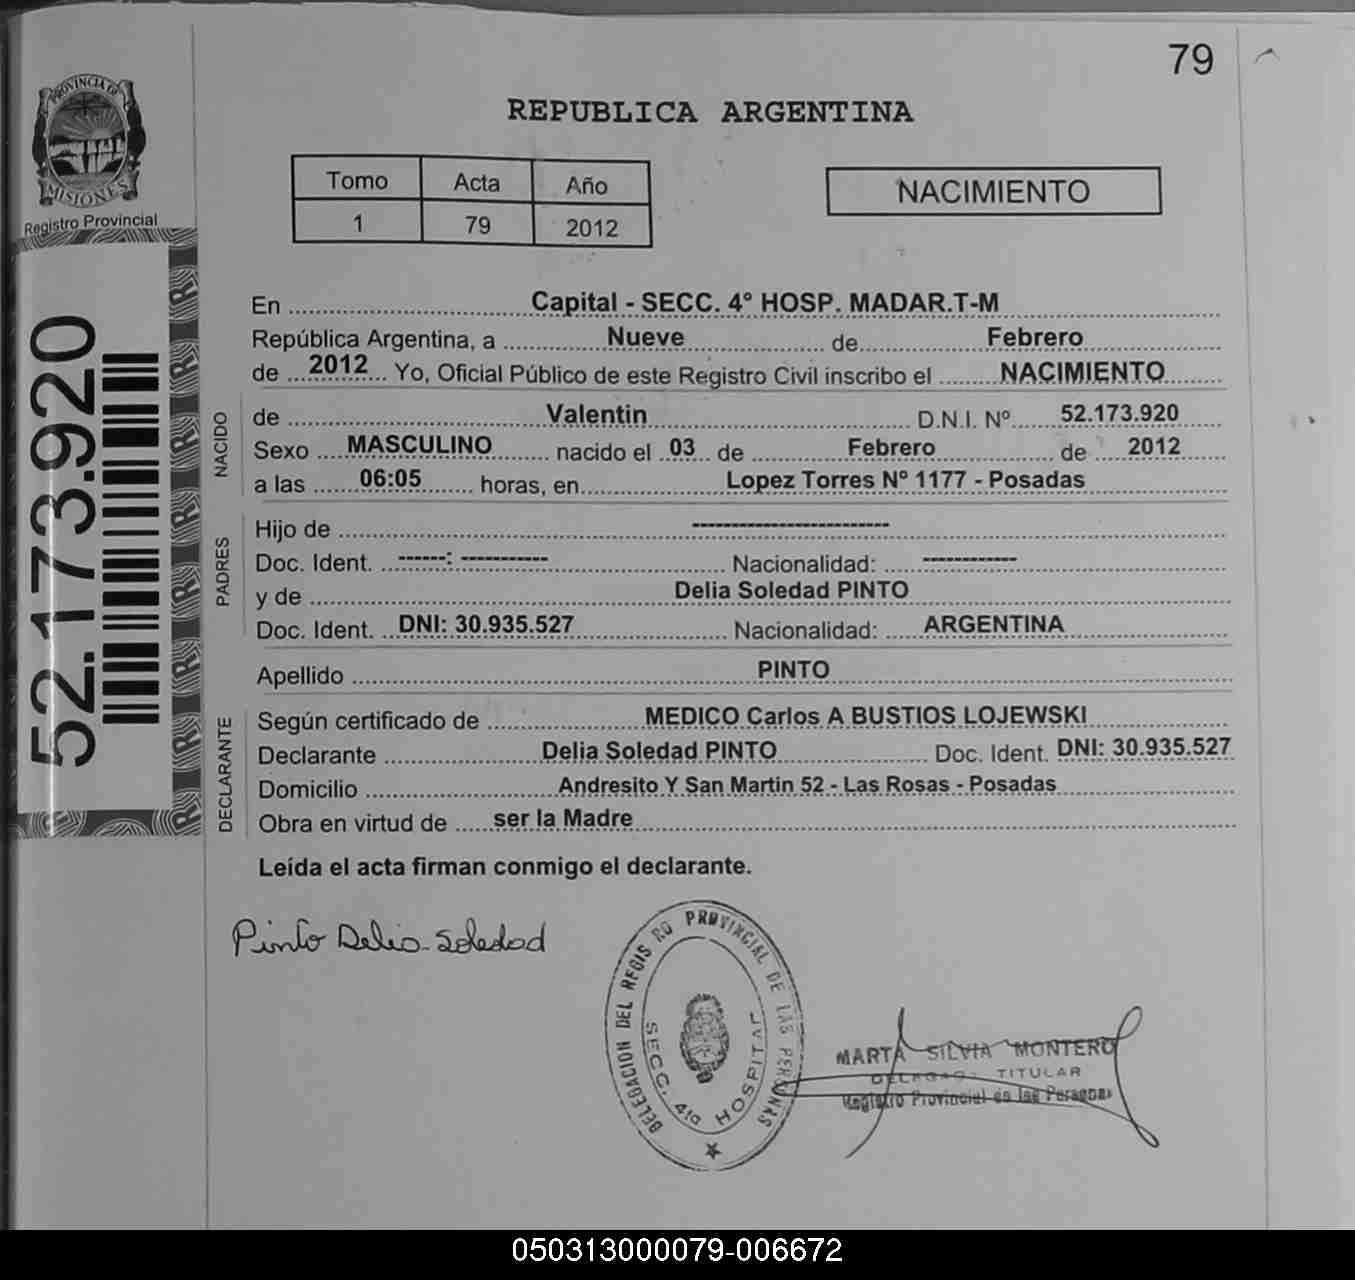 79
PROVINCIA DE
MISIONES
Registro Provincial
REPUBLICA ARGENTINA
Tomo Acta Año
1 79 2012
NACIMIENTO
52.173.920
En Capital - SECC. 4° HOSP. MADAR.T-M
República Argentina, a Nueve de Febrero
de 2012 Yo, Oficial Público de este Registro Civil inscribo el NACIMIENTO
NACIDO
de Valentin D.N.I. Nº 52.173.920
Sexo MASCULINO nacido el 03 de Febrero de 2012
a las 06:05 horas, en Lopez Torres Nº 1177 - Posadas
PADRES
Hijo de ------------------------
Doc. Ident. ------: ----------- Nacionalidad: ------------
y de Delia Soledad PINTO
Doc. Ident. DNI: 30.935.527 Nacionalidad: ARGENTINA
Apellido PINTO
DECLARANTE
Según certificado de MEDICO Carlos A BUSTIOS LOJEWSKI
Declarante Delia Soledad PINTO Doc. Ident. DNI: 30.935.527
Domicilio Andresito Y San Martin 52 - Las Rosas - Posadas
Obra en virtud de ser la Madre
Leída el acta firman conmigo el declarante.
Pinto Delia Soledad
DELEGACION DEL REGIS RO PROVINCIAL DE LAS PERSONAS
SECC. 4ta HOSPITAL
MARTA SILVIA MONTERO
TITULAR
Registro Provincial de las Personas
050313000079-006672